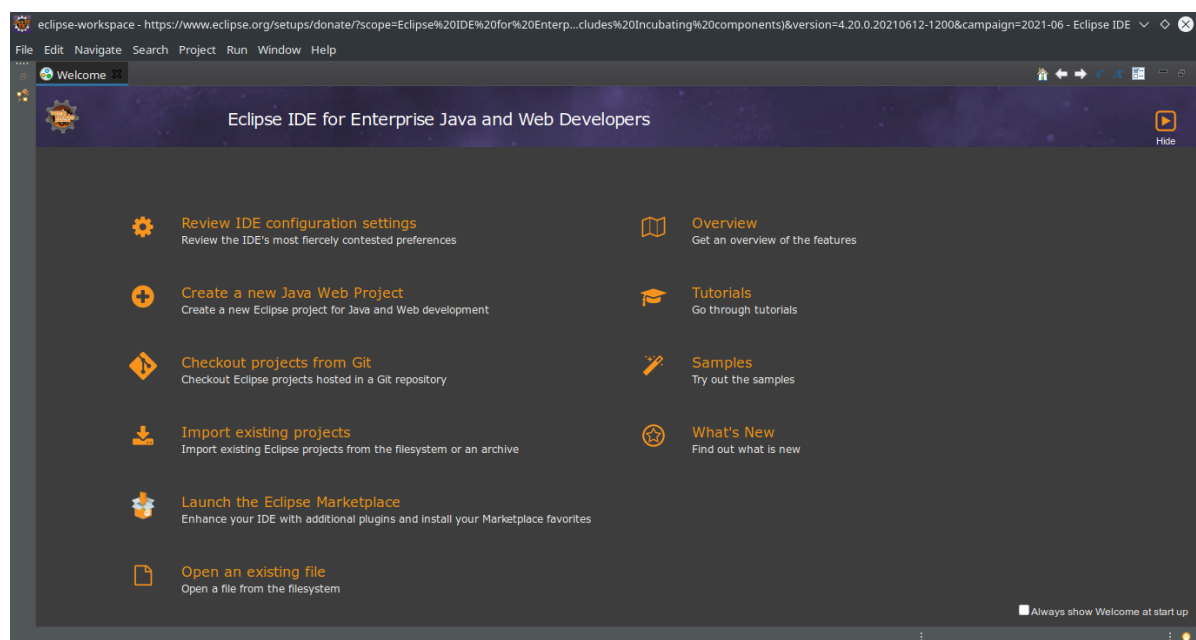 eclipse-workspace - https://www.eclipse.org/setups/donate/?scope=Eclipse%20IDE%20for%20Enterp...cludes%20Incubating%20components)&version=4.20.0.20210612-1200&campaign=2021-06 - Eclipse IDE
File Edit Navigate Search Project Run Window Help
Welcome
Eclipse IDE for Enterprise Java and Web Developers
Hide
Review IDE configuration settings
Review the IDE's most fiercely contested preferences
Overview
Get an overview of the features
Create a new Java Web Project
Create a new Eclipse project for Java and Web development
Tutorials
Go through tutorials
Checkout projects from Git
Checkout Eclipse projects hosted in a Git repository
Samples
Try out the samples
Import existing projects
Import existing Eclipse projects from the filesystem or an archive
What's New
Find out what is new
Launch the Eclipse Marketplace
Enhance your IDE with additional plugins and install your Marketplace favorites
Open an existing file
Open a file from the filesystem
Always show Welcome at start up